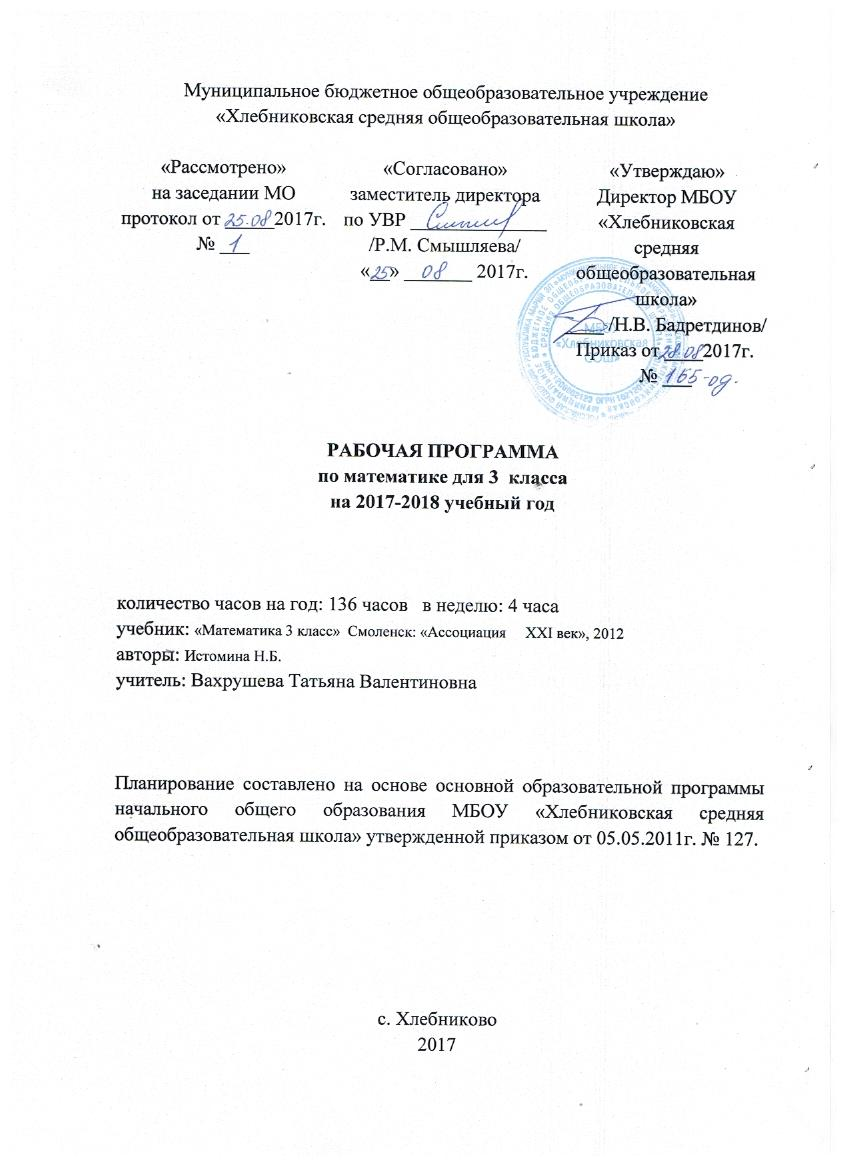 Муниципальное бюджетное общеобразовательное учреждение
«Хлебниковская средняя общеобразовательная школа»
«Рассмотрено»
на заседании МО
протокол от 25.08 2017г.
№ 1
«Согласовано»
заместитель директора
по УВР
/Р.М. Смышляева/
«25» 08 2017г.
«Утверждаю»
Директор МБОУ
«Хлебниковская
средняя
общеобразовательная
школа»
/Н.В. Бадретдинов/
Приказ от 28.08 2017г.
№ 165-од.
«Хлебниковская
СОШ»
РАБОЧАЯ ПРОГРАММА
по математике для 3 класса
на 2017-2018 учебный год
количество часов на год: 136 часов в неделю: 4 часа
учебник: «Математика 3 класс» Смоленск: «Ассоциация XXI век», 2012
авторы: Истомина Н.Б.
учитель: Вахрушева Татьяна Валентиновна
Планирование составлено на основе основной образовательной программы
начального общего образования МБОУ «Хлебниковская средняя
общеобразовательная школа» утвержденной приказом от 05.05.2011г. № 127.
с. Хлебниково
2017